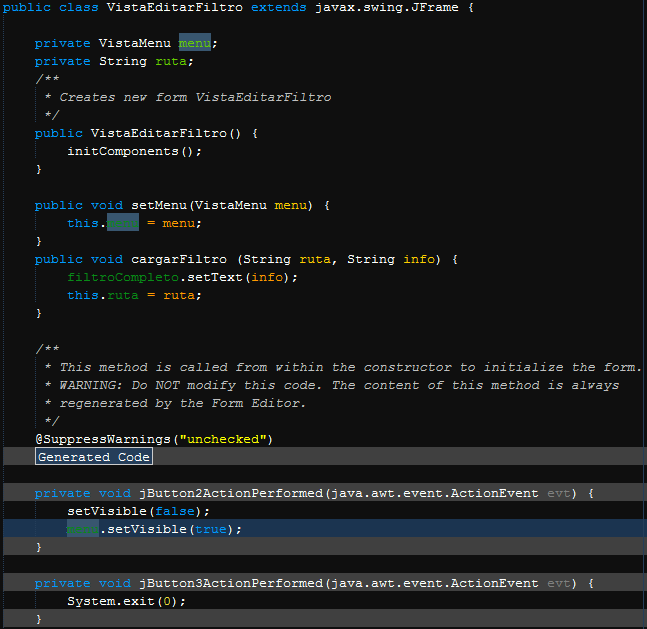 public class VistaEditarFiltro extends javax.swing.JFrame {
private VistaMenu menu;
private String ruta;
/**
* Creates new form VistaEditarFiltro
*/
public VistaEditarFiltro() {
initComponents();
}
public void setMenu(VistaMenu menu) {
this.menu = menu;
}
public void cargarFiltro (String ruta, String info) {
filtroCompleto.setText(info);
this.ruta = ruta;
}
/**
* This method is called from within the constructor to initialize the form.
* WARNING: Do NOT modify this code. The content of this method is always
* regenerated by the Form Editor.
*/
@SuppressWarnings("unchecked")
Generated Code
private void jButton2ActionPerformed(java.awt.event.ActionEvent evt) {
setVisible(false);
menu.setVisible(true);
}
private void jButton3ActionPerformed(java.awt.event.ActionEvent evt) {
System.exit(0);
}